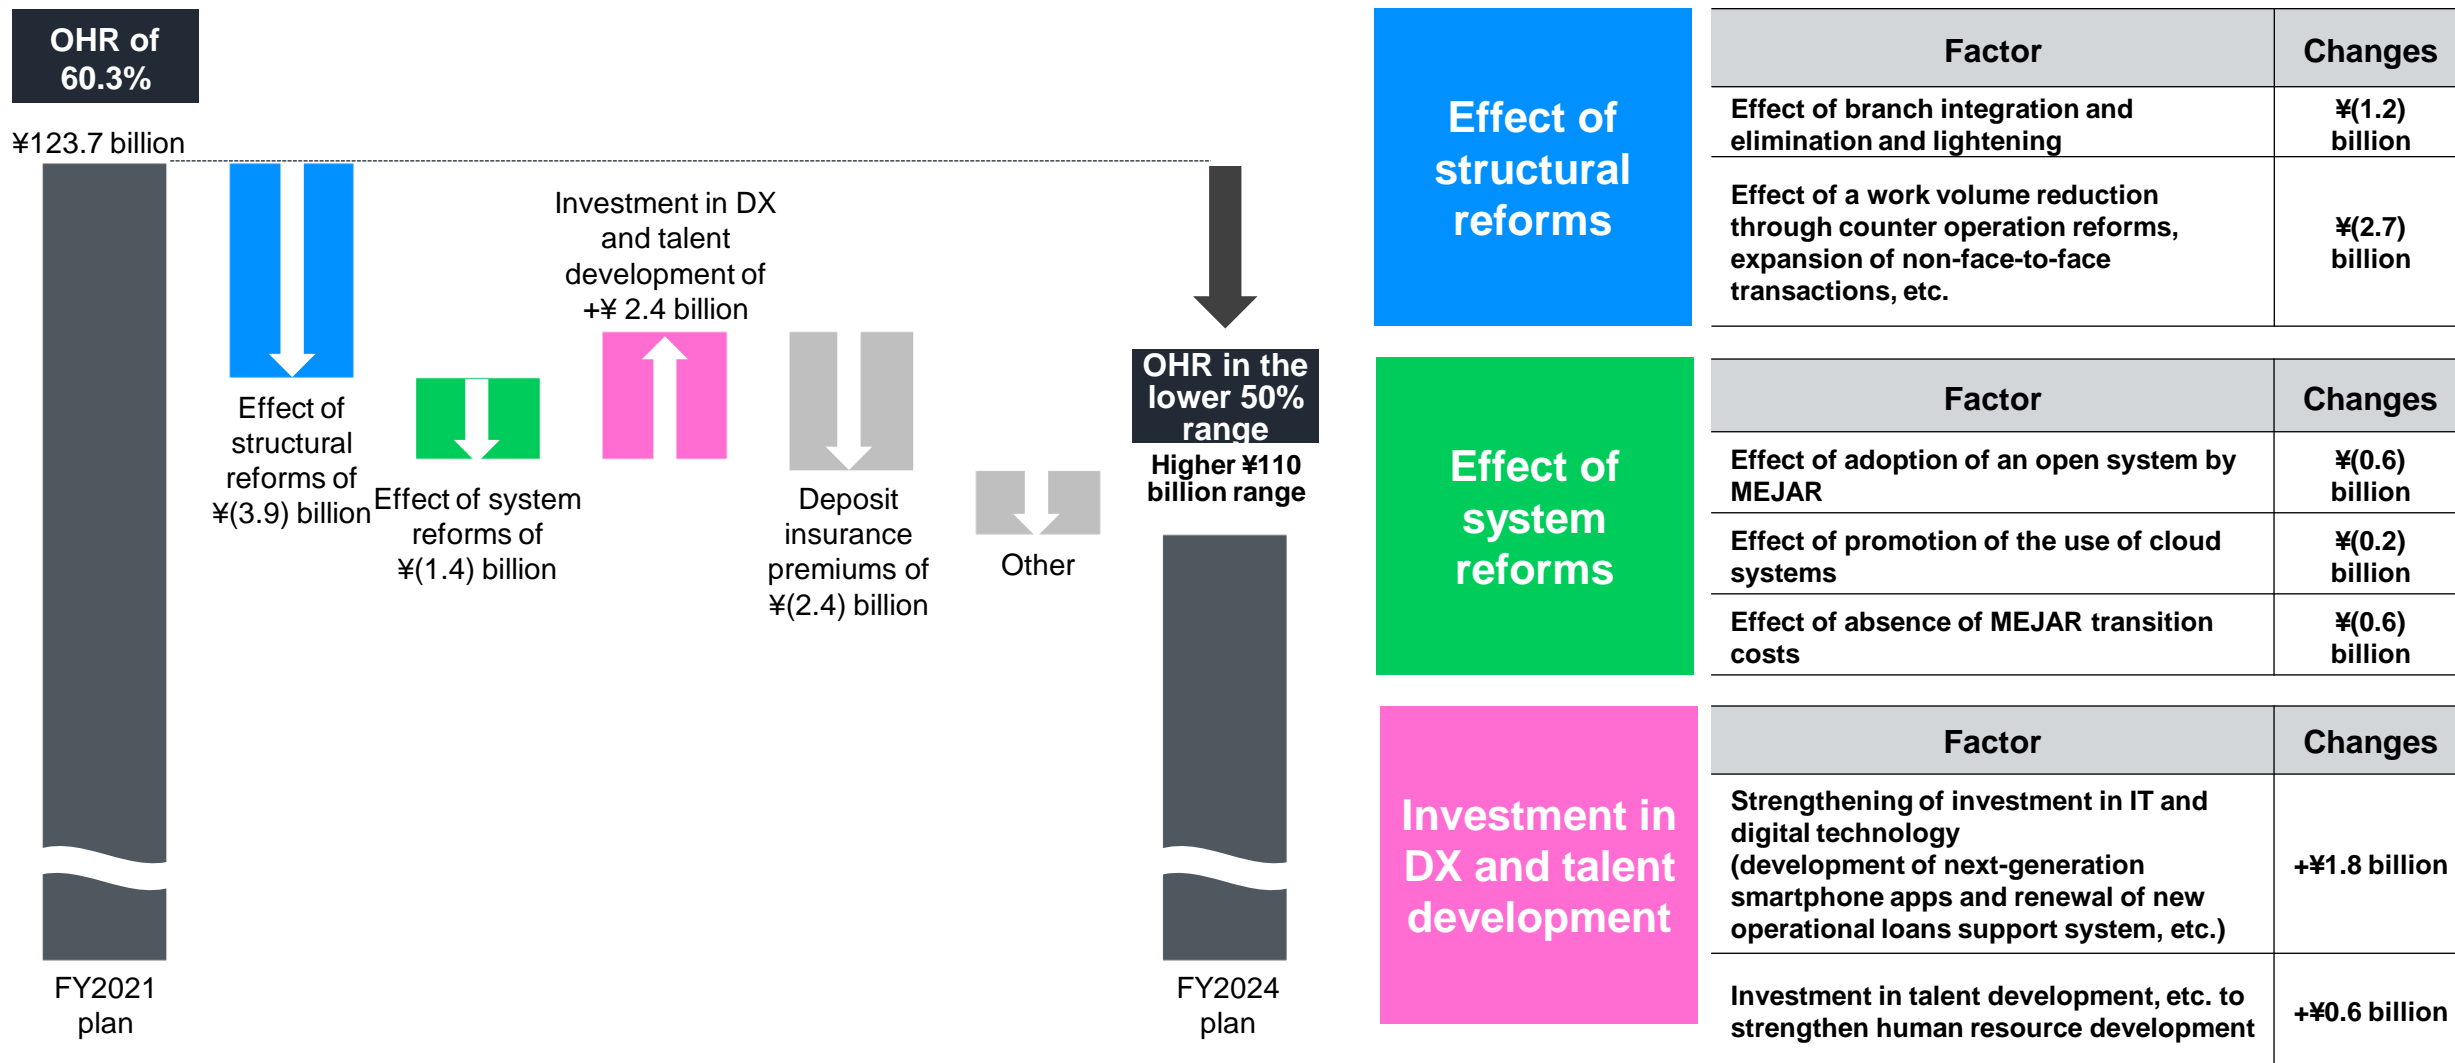 OHR of
60.3%
¥123.7 billion
Effect of
structural
reforms of
¥(3.9) billion
Effect of system
reforms of
¥(1.4) billion
Investment in DX
and talent
development of
+¥ 2.4 billion
Deposit
insurance
premiums of
¥(2.4) billion
Other
OHR in the
lower 50%
range
Higher ¥110
billion range
FY2021
plan
FY2024
plan
Effect of
structural
reforms
Factor
Changes
Effect of branch integration and
elimination and lightening
¥(1.2)
billion
Effect of a work volume reduction
through counter operation reforms,
expansion of non-face-to-face
transactions, etc.
¥(2.7)
billion
Effect of
system
reforms
Factor
Changes
Effect of adoption of an open system by
MEJAR
¥(0.6)
billion
Effect of promotion of the use of cloud
systems
¥(0.2)
billion
Effect of absence of MEJAR transition
costs
¥(0.6)
billion
Investment in
DX and talent
development
Factor
Changes
Strengthening of investment in IT and
digital technology
(development of next-generation
smartphone apps and renewal of new
operational loans support system, etc.)
+¥1.8 billion
Investment in talent development, etc. to
strengthen human resource development
+¥0.6 billion